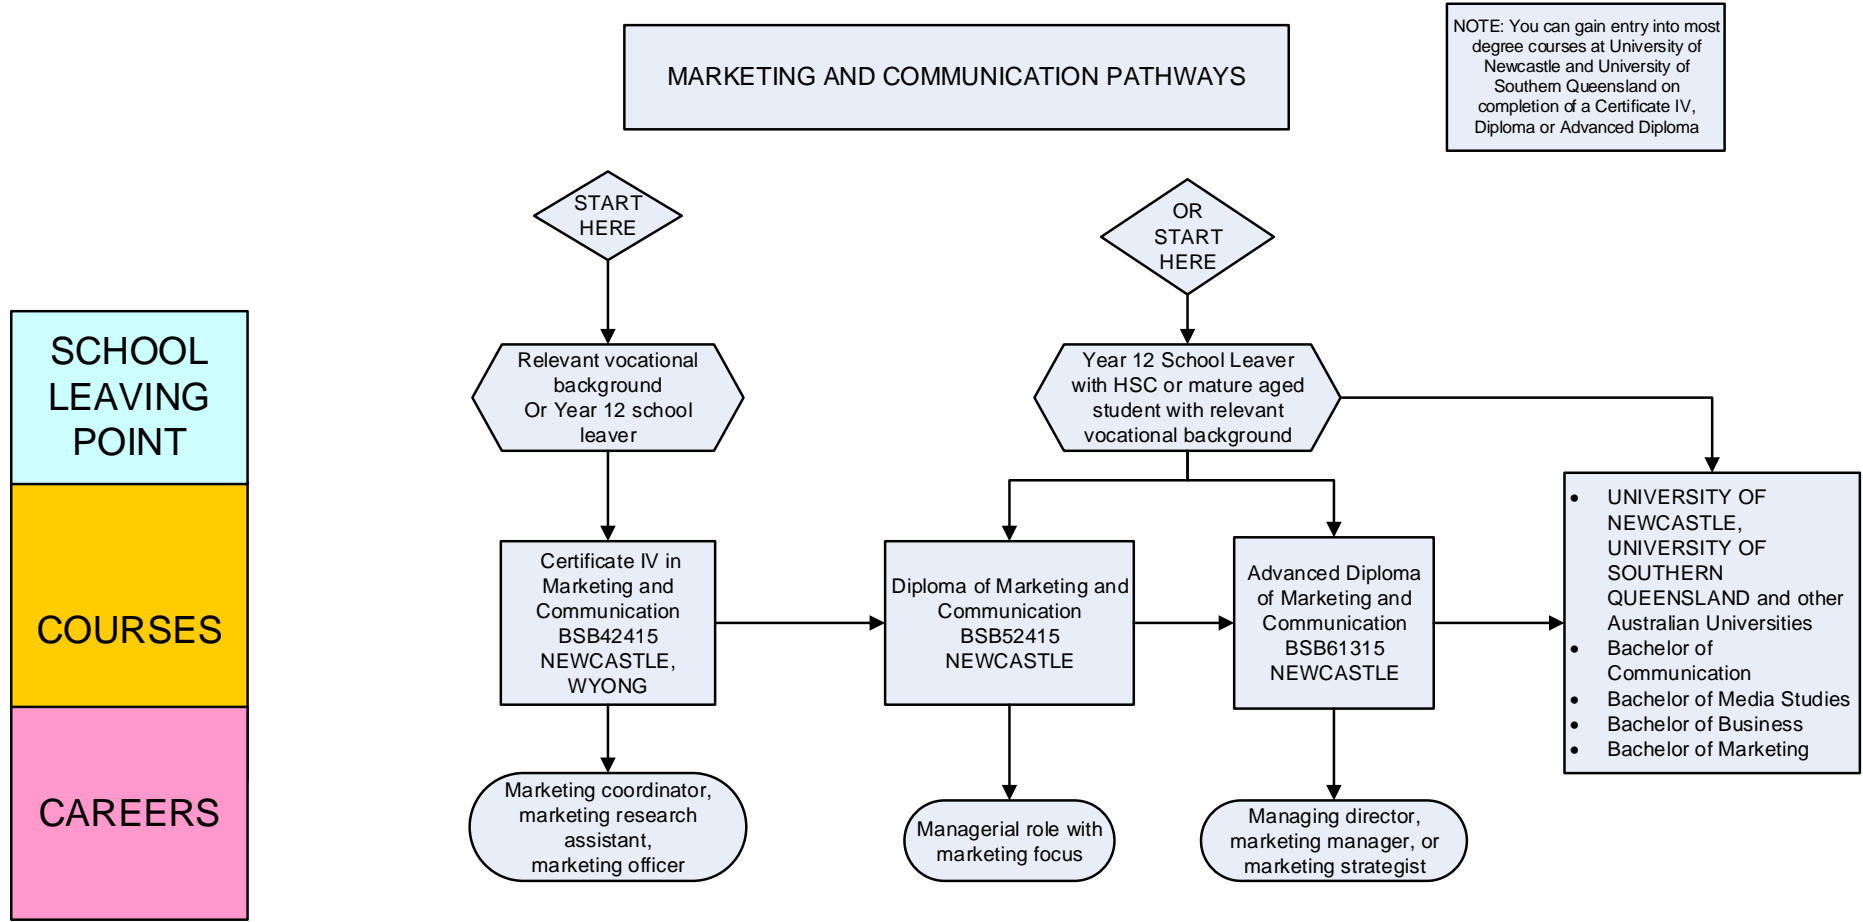 MARKETING AND COMMUNICATION PATHWAYS
NOTE: You can gain entry into most
degree courses at University of
Newcastle and University of
Southern Queensland on
completion of a Certificate IV,
Diploma or Advanced Diploma
START
HERE
OR
START
HERE
SCHOOL
LEAVING
POINT
Relevant vocational
background
Or Year 12 school
leaver
Year 12 School Leaver
with HSC or mature aged
student with relevant
vocational background
COURSES
Certificate IV in
Marketing and
Communication
BSB42415
NEWCASTLE,
WYONG
Diploma of Marketing and
Communication
BSB52415
NEWCASTLE
Advanced Diploma
of Marketing and
Communication
BSB61315
NEWCASTLE
• UNIVERSITY OF
NEWCASTLE,
UNIVERSITY OF
SOUTHERN
QUEENSLAND and other
Australian Universities
• Bachelor of
Communication
• Bachelor of Media Studies
• Bachelor of Business
• Bachelor of Marketing
CAREERS
Marketing coordinator,
marketing research
assistant,
marketing officer
Managerial role with
marketing focus
Managing director,
marketing manager, or
marketing strategist